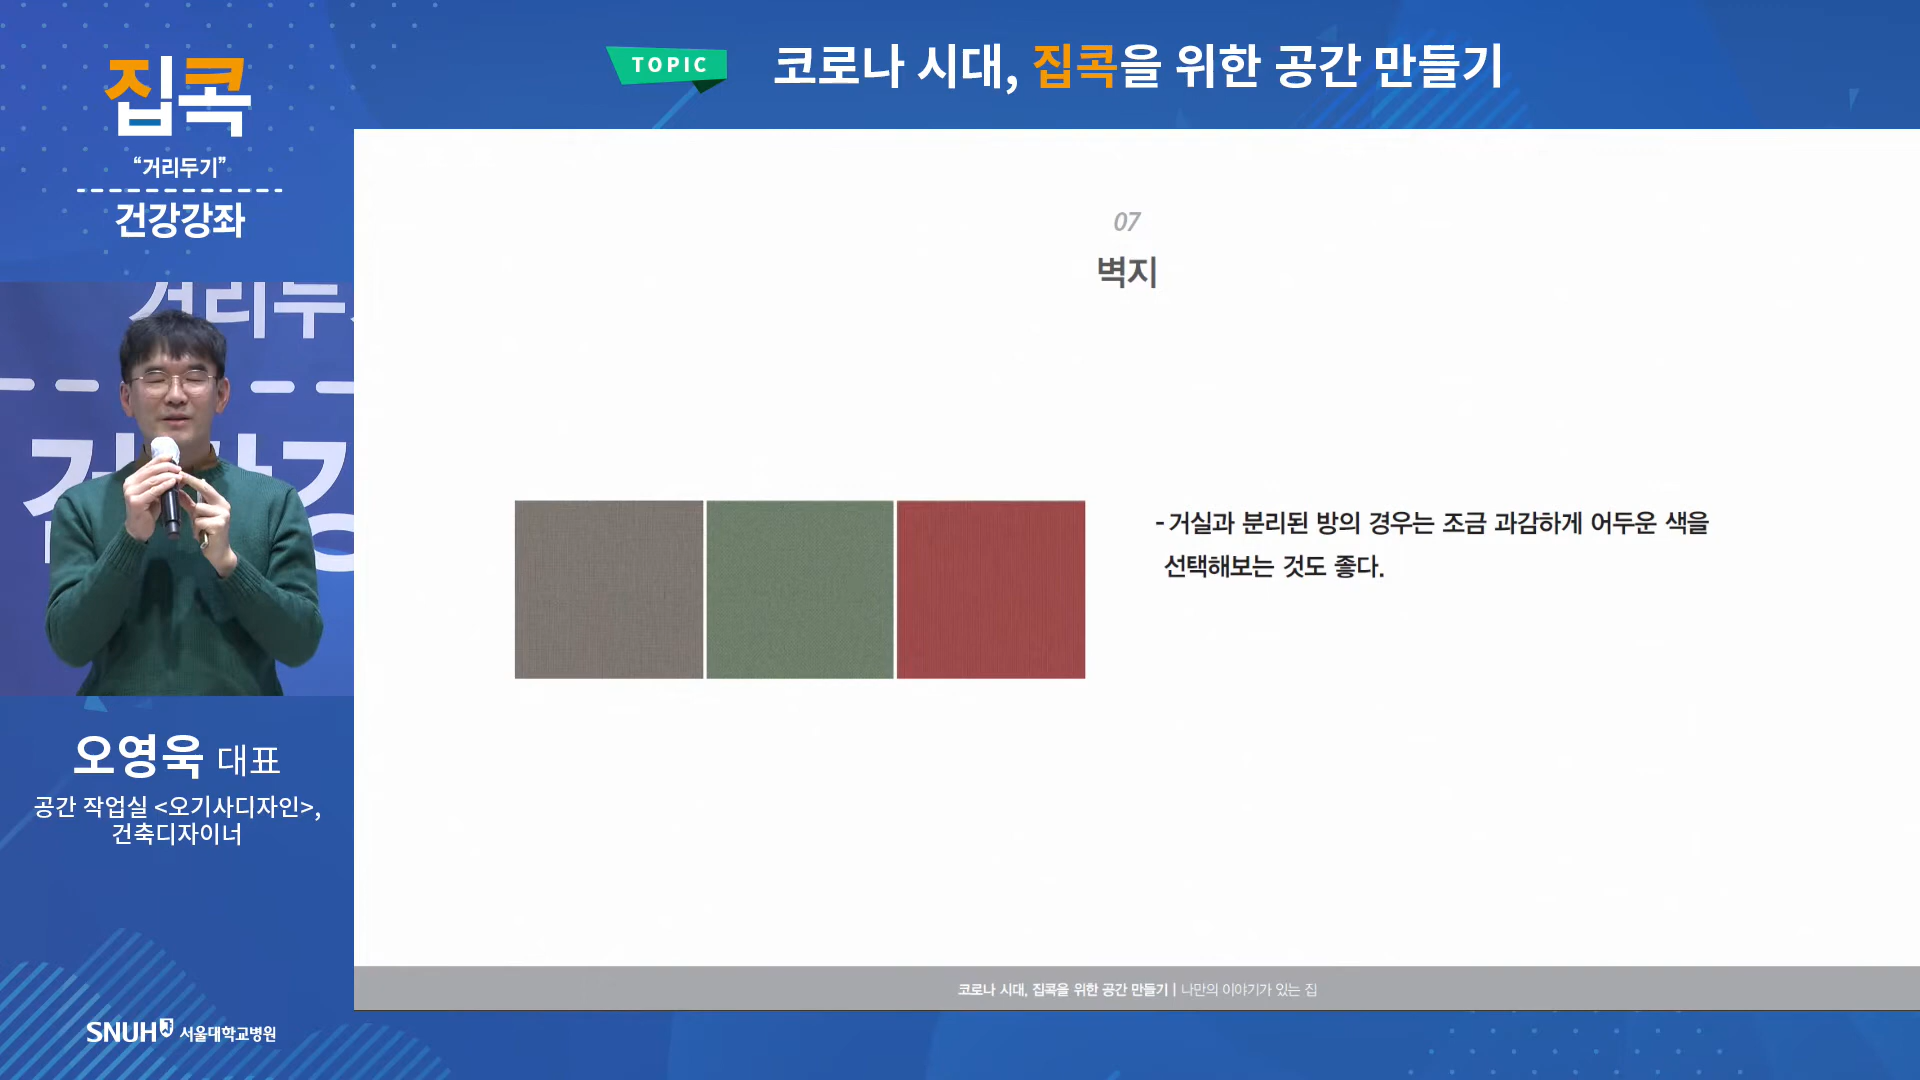 집콕
“거리두기”
건강강좌
TOPIC
코로나 시대, 집콕을 위한 공간 만들기
거리두
건강강
07
벽지
- 거실과 분리된 방의 경우는 조금 과감하게 어두운 색을
선택해보는 것도 좋다.
오영욱 대표
공간 작업실 <오기사디자인>,
건축디자이너
코로나 시대, 집콕을 위한 공간 만들기 | 나만의 이야기가 있는 집
SNUH 서울대학교병원